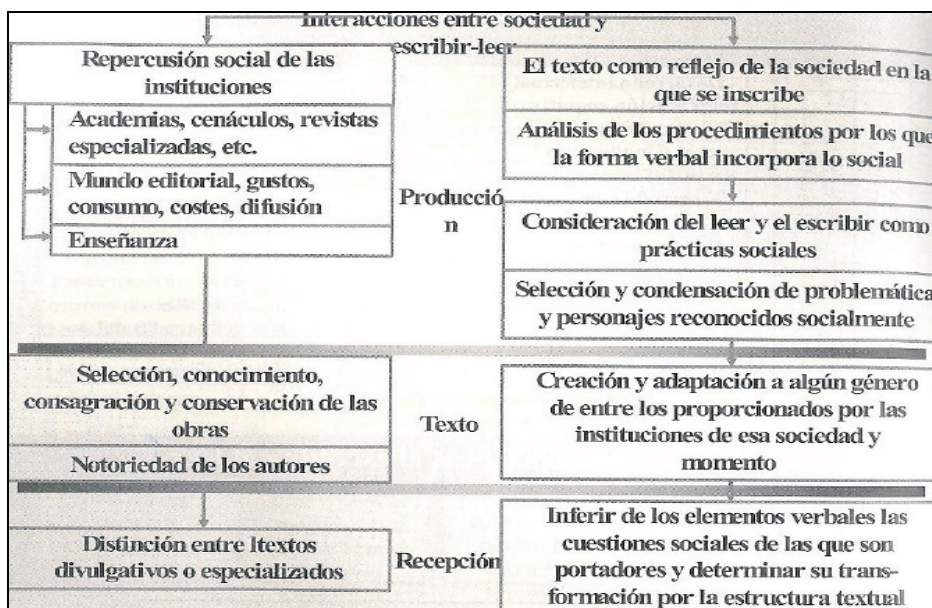 Interacciones entre sociedad y
escribir-leer
Repercusión social de las
instituciones
Academias, cenáculos, revistas
especializadas, etc.
Mundo editorial, gustos,
consumo, costes, difusión
Enseñanza
Producció
n
El texto como reflejo de la sociedad en la
que se inscribe
Análisis de los procedimientos por los que
la forma verbal incorpora lo social
Consideración del leer y el escribir como
prácticas sociales
Selección y condensación de problemática
y personajes reconocidos socialmente
Selección, conocimiento,
consagración y conservación de las
obras
Notoriedad de los autores
Texto
Creación y adaptación a algún género
de entre los proporcionados por las
instituciones de esa sociedad y
momento
Distinción entre ltextos
divulgativos o especializados
Recepción
Inferir de los elementos verbales las
cuestiones sociales de las que son
portadores y determinar su trans-
formación por la estructura textual